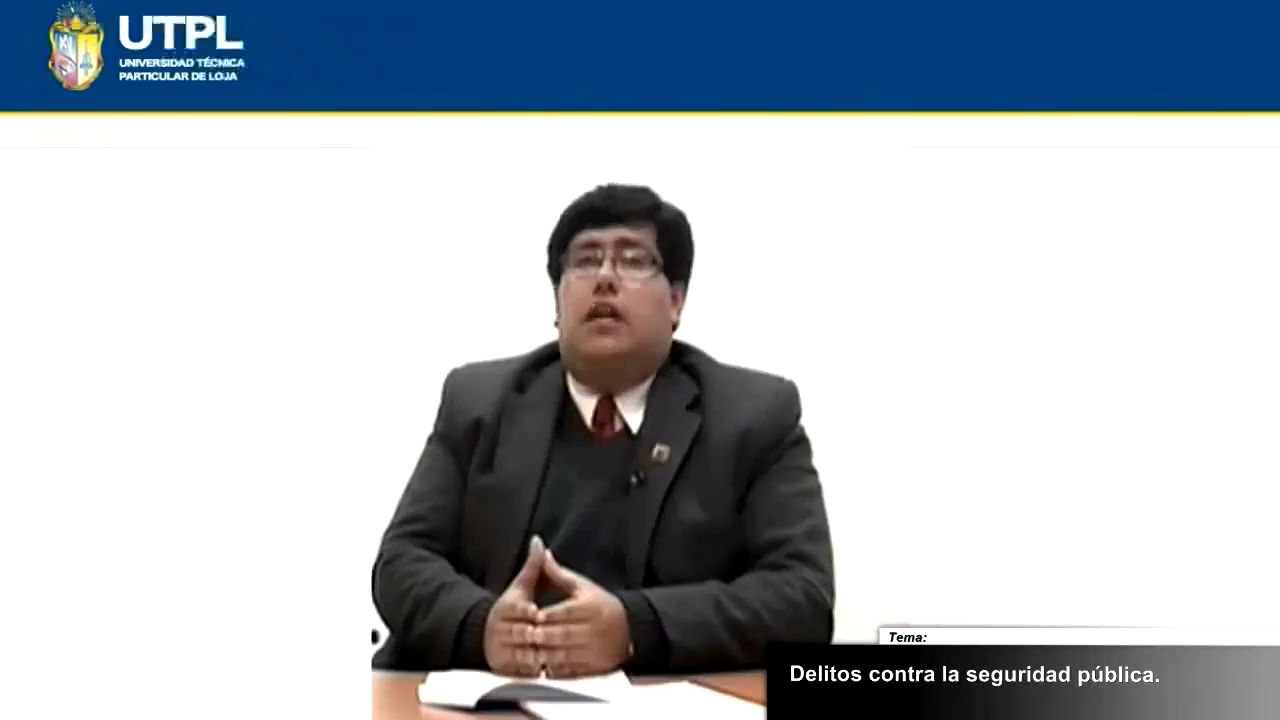 UTPL
UNIVERSIDAD TÉCNICA
PARTICULAR DE LOJA
Tema:
Delitos contra la seguridad pública.